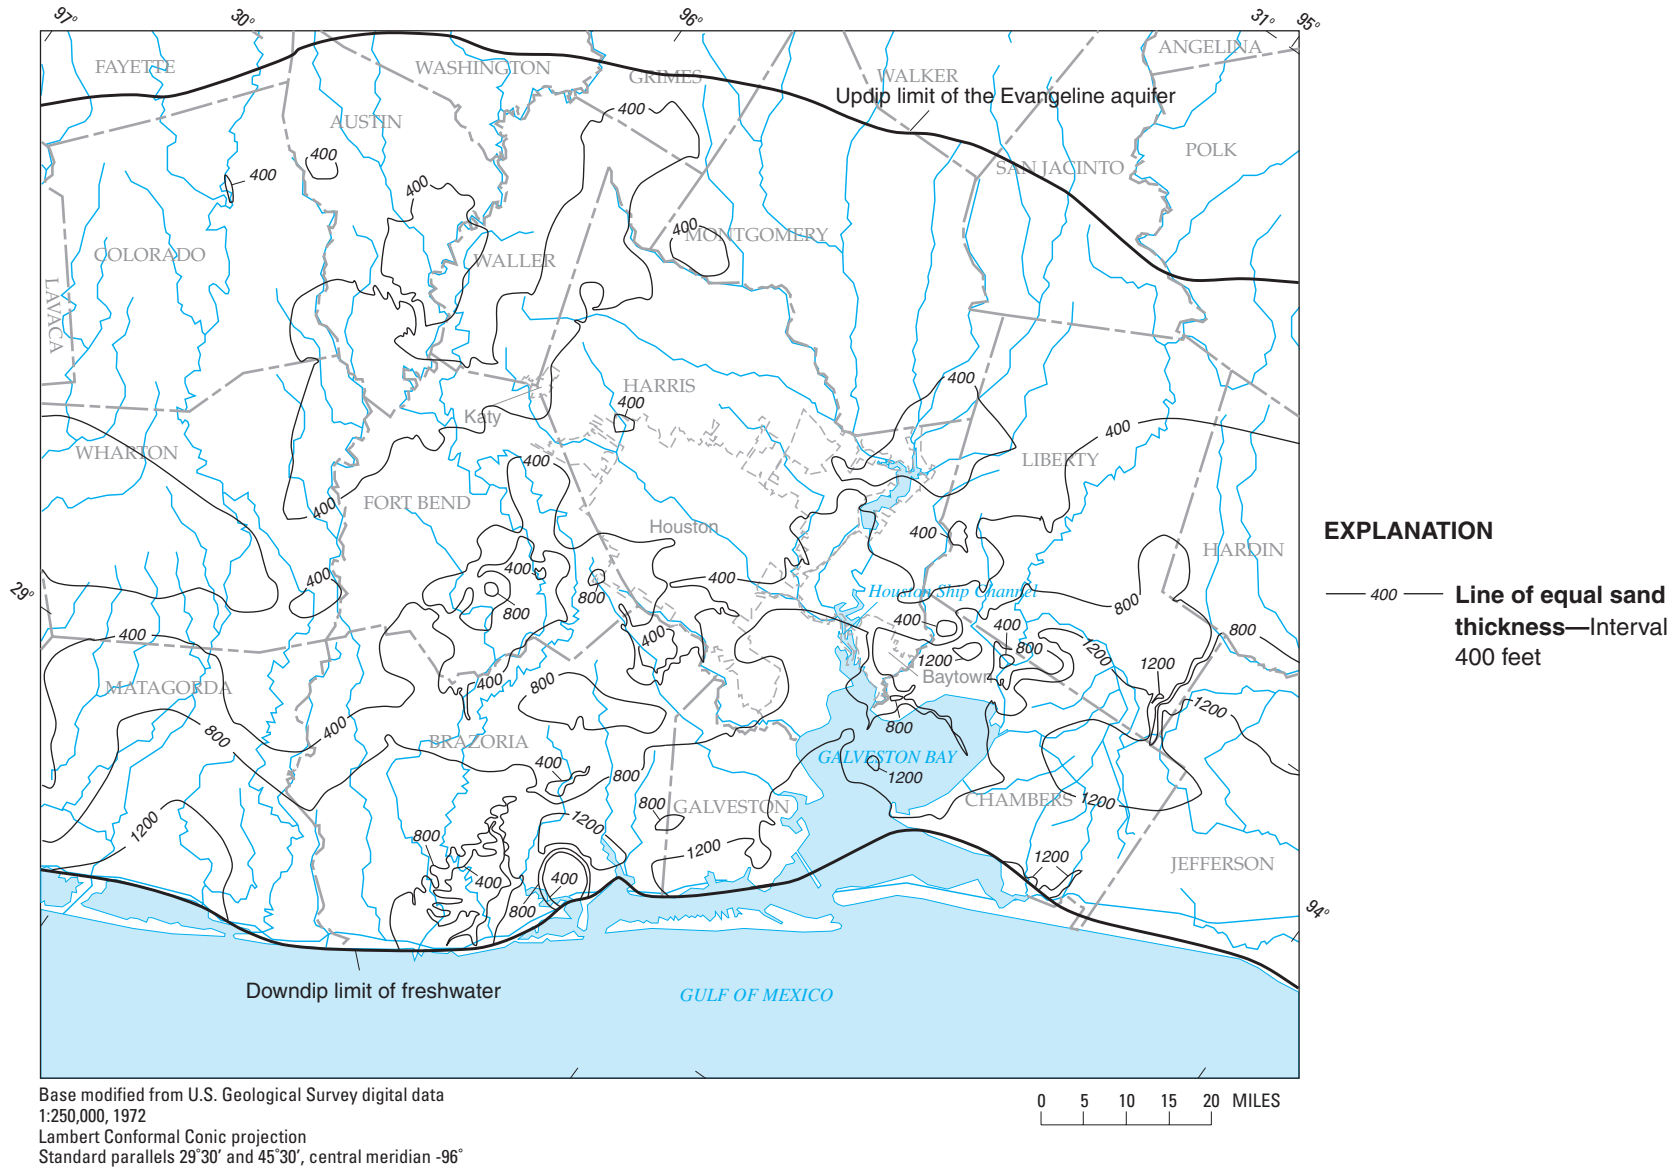 97°
30°
96°
31°
95°
ANGELINA
FAYETTE
WASHINGTON
GRIMES
WALKER
Updip limit of the Evangeline aquifer
400
AUSTIN
POLK
400
SAN JACINTO
400
400
400
MONTGOMERY
COLORADO
WALLER
LAVACA
HARRIS
400
400
Katy
400
WHARTON
400
LIBERTY
FORT BEND
400
Houston
400
HARDIN
EXPLANATION
400
Line of equal sand
thickness—Interval
400 feet
29°
400
400
400
Houston Ship Channel
800
800
800
400
400
400
800
400
800
1200
1200
1200
Baytown
MATAGORDA
400
800
1200
400
800
800
BRAZORIA
400
800
GALVESTON BAY
1200
800
GALVESTON
CHAMBERS
1200
1200
1200
800
1200
1200
JEFFERSON
400
400
800
94°
Downdip limit of freshwater
GULF OF MEXICO
Base modified from U.S. Geological Survey digital data
1:250,000, 1972
Lambert Conformal Conic projection
Standard parallels 29°30′ and 45°30′, central meridian -96°
0 5 10 15 20 MILES